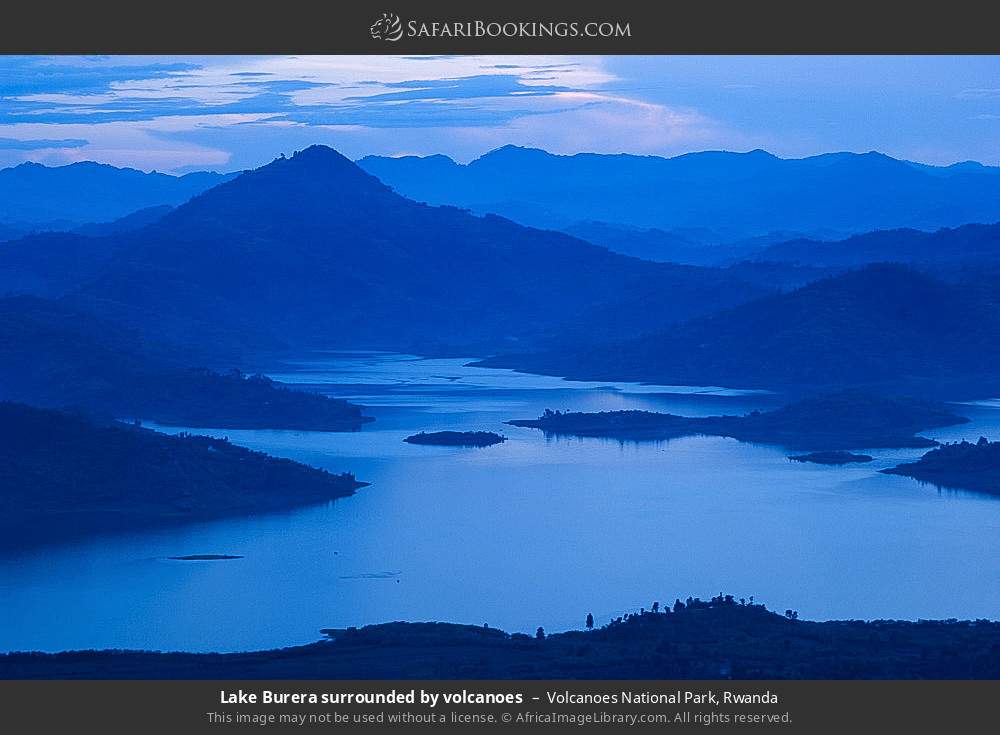 SafariBookings.com
Lake Burera surrounded by volcanoes – Volcanoes National Park, Rwanda
This image may not be used without a license. © AfricaImageLibrary.com. All rights reserved.